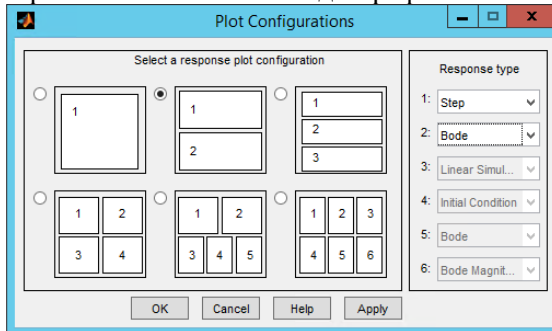 Plot Configurations
Select a response plot configuration
1
1
2
1
2
3
1 2
3 4
1 2
3 4 5
1 2 3
4 5 6
Response type
1: Step
2: Bode
3: Linear Simul...
4: Initial Condition
5: Bode
6: Bode Magnit...
OK Cancel Help Apply